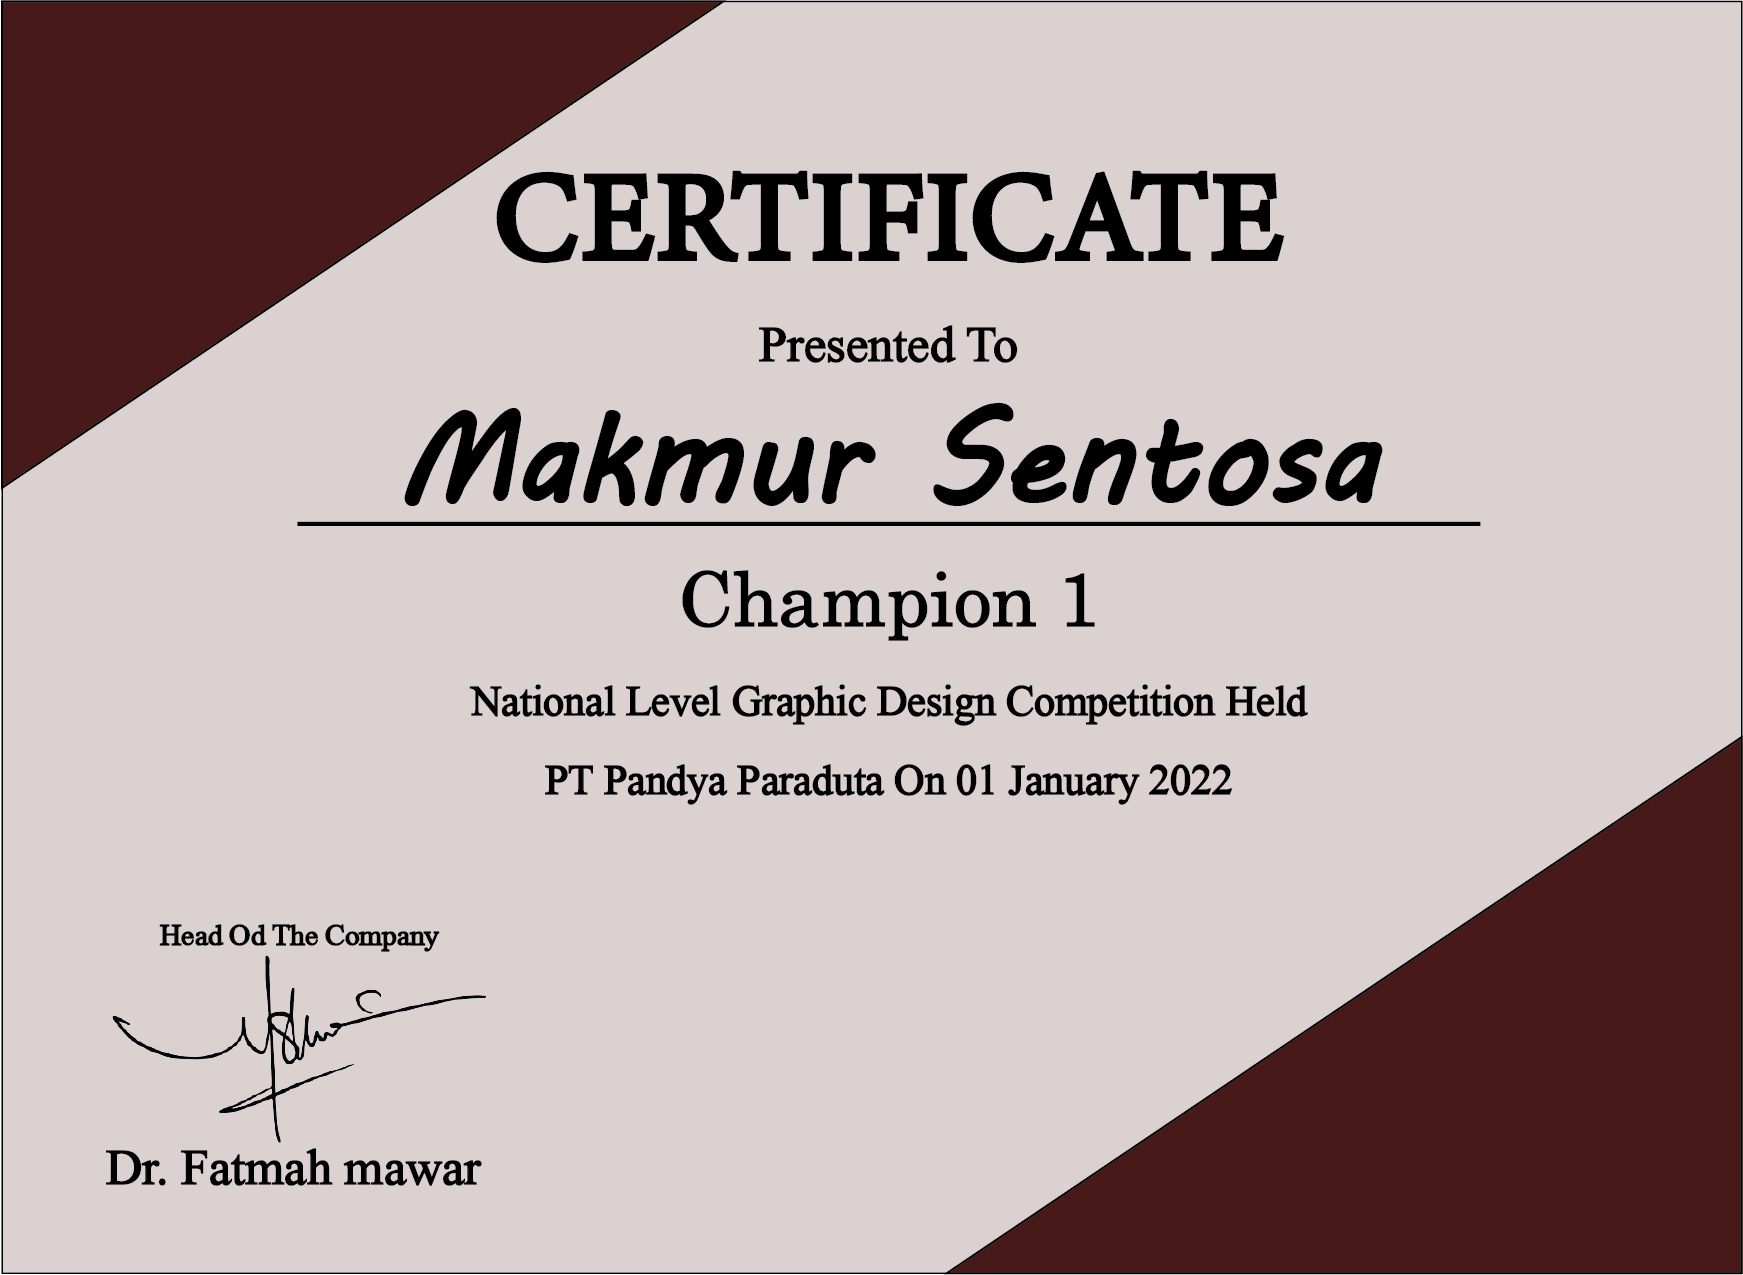 CERTIFICATE
Presented To
Makmur Sentosa
Champion 1
National Level Graphic Design Competition Held
PT Pandya Paraduta On 01 January 2022
Head Od The Company
Dr. Fatmah mawar